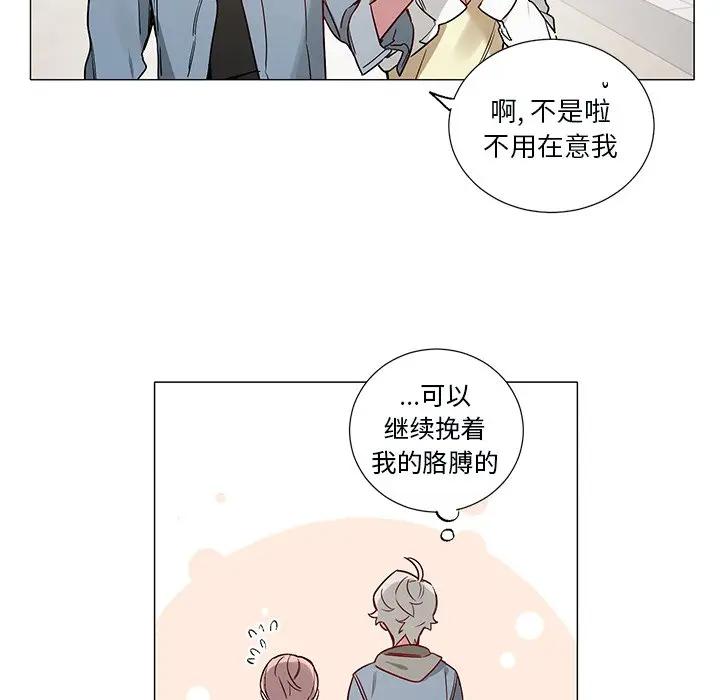 啊,不是啦
不用在意我
...可以
继续挽着
我的胳膊的